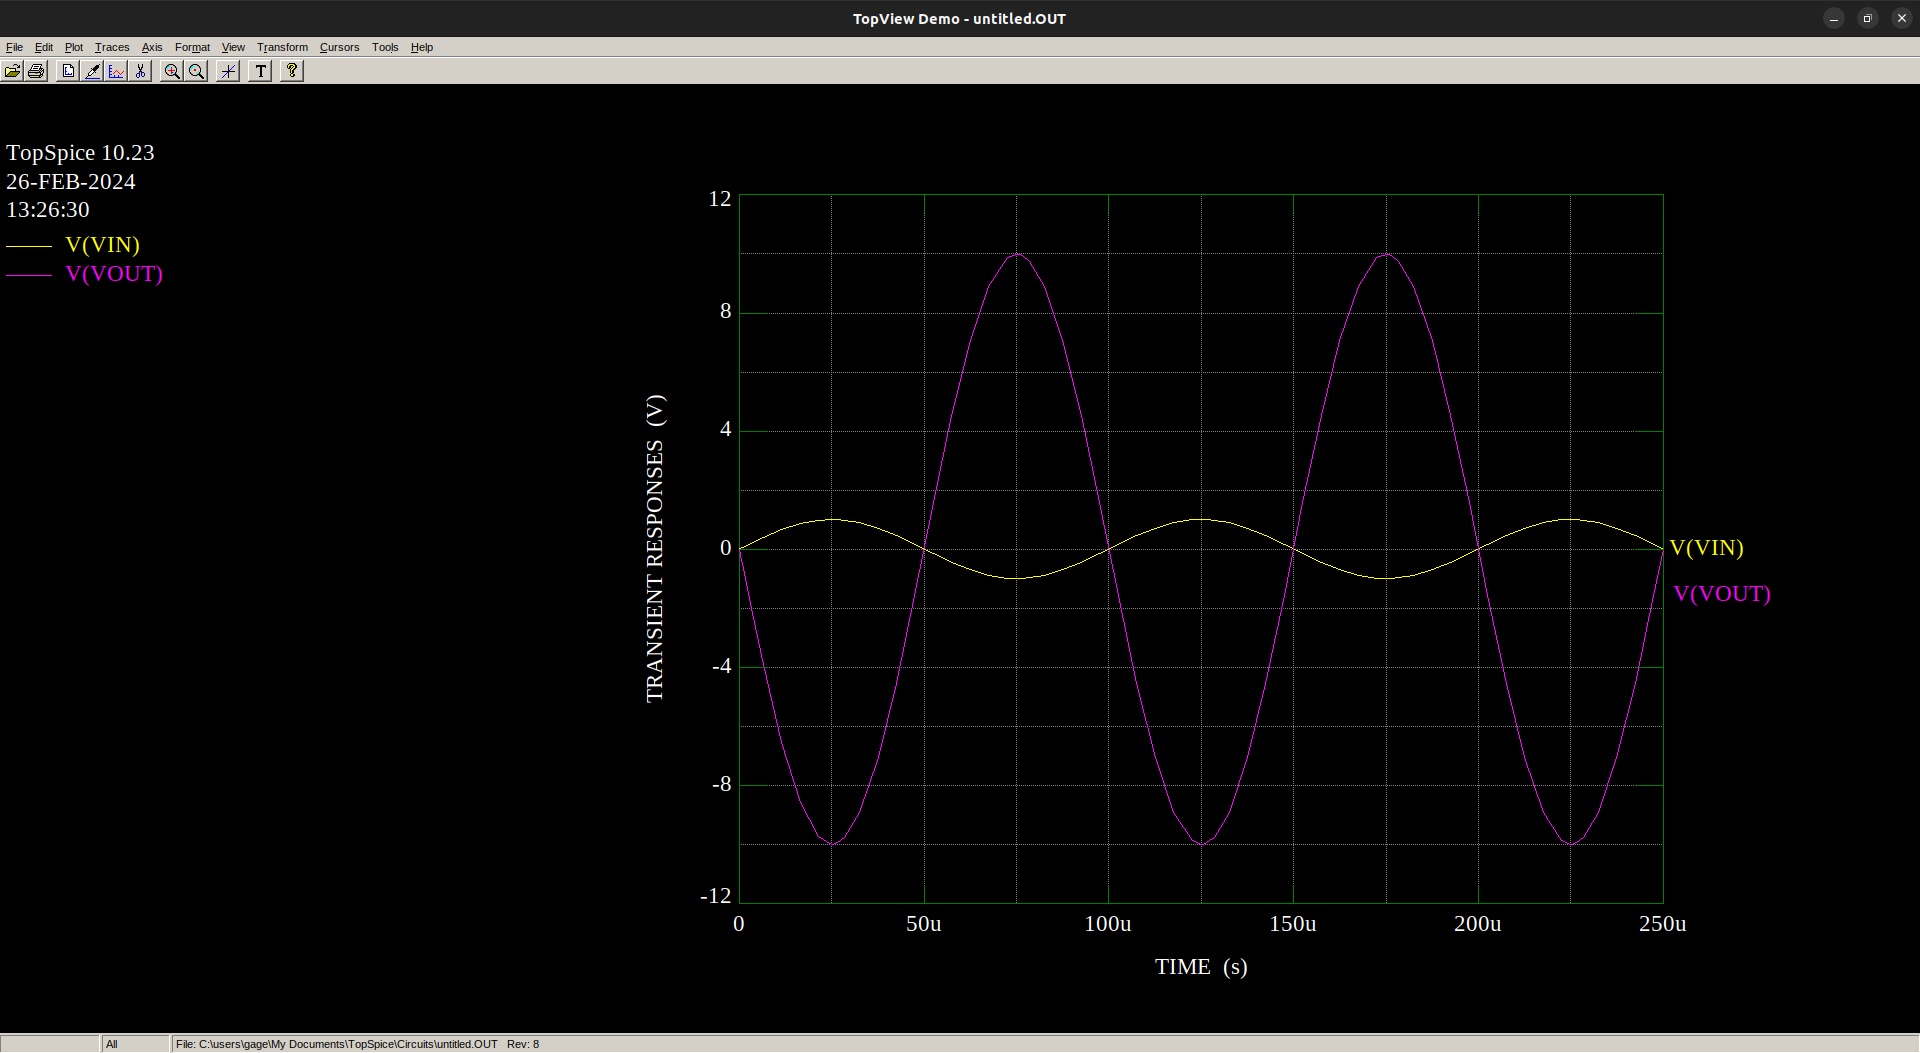 TopView Demo - untitled.OUT
File Edit Plot Traces Axis Format View Transform Cursors Tools Help
T ?
TopSpice 10.23
26-FEB-2024
13:26:30
V(VIN)
V(VOUT)
TRANSIENT RESPONSES (V)
12
8
4
0
-4
-8
-12
V(VIN)
V(VOUT)
0 50u 100u 150u 200u 250u
TIME (s)
All File: C:\users\gage\My Documents\TopSpice\Circuits\untitled.OUT Rev: 8